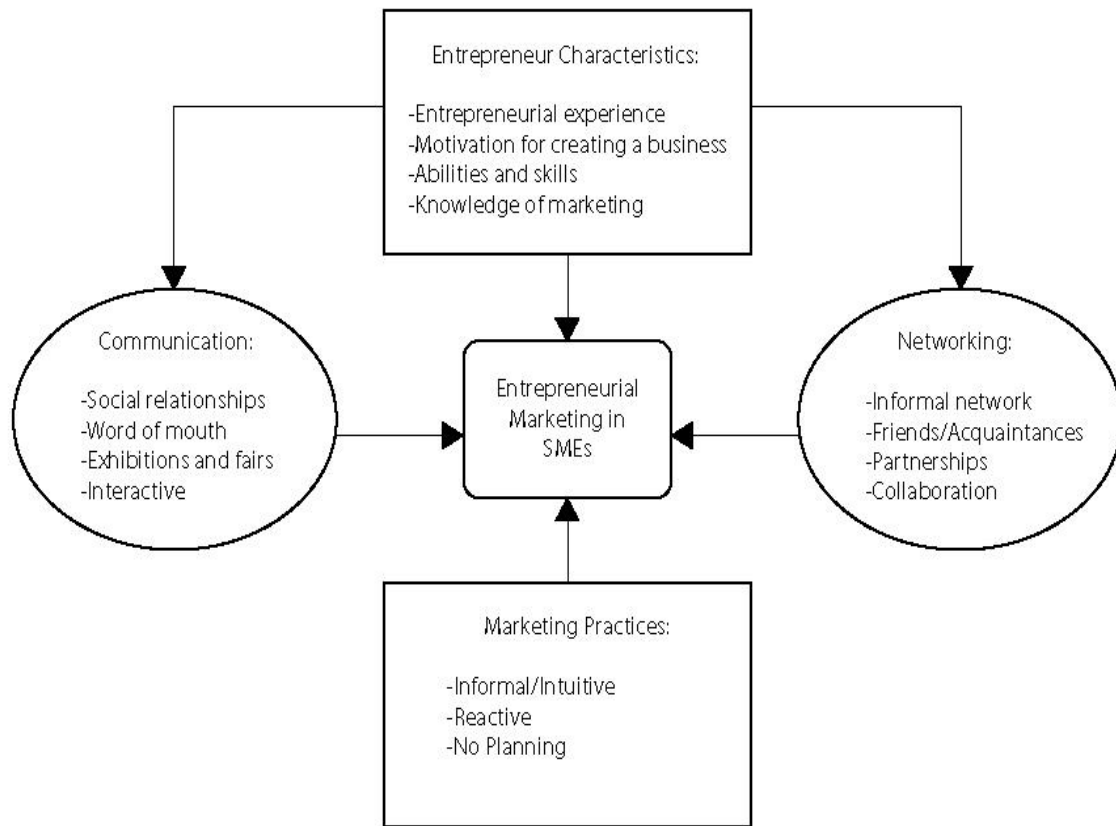 Entrepreneur Characteristics:
-Entrepreneurial experience
-Motivation for creating a business
-Abilities and skills
-Knowledge of marketing
Communication:
-Social relationships
-Word of mouth
-Exhibitions and fairs
-Interactive
Entrepreneurial
Marketing in
SMEs
Networking:
-Informal network
-Friends/Acquaintances
-Partnerships
-Collaboration
Marketing Practices:
-Informal/Intuitive
-Reactive
-No Planning